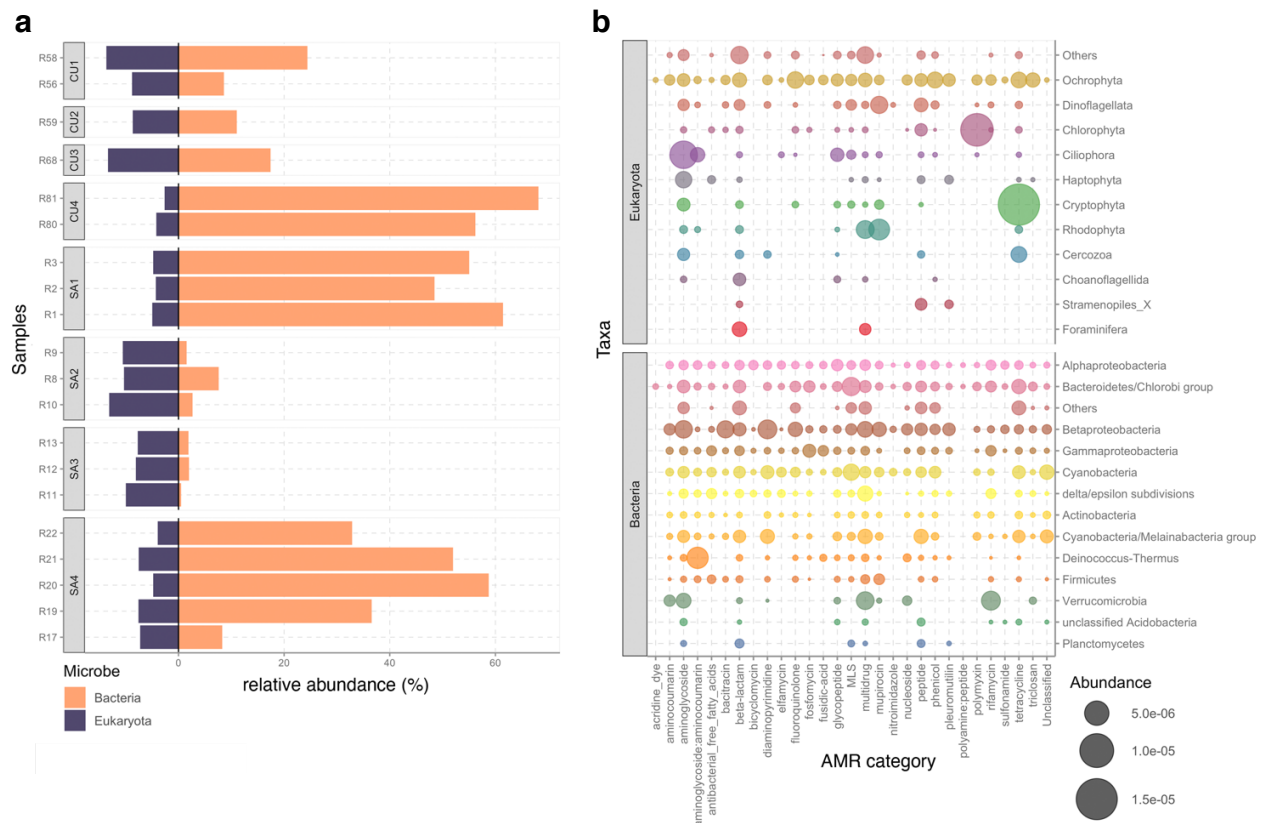 a
Samples
CU1
R58
R56
CU2
R59
CU3
R68
CU4
R81
R80
SA1
R3
R2
R1
SA2
R9
R8
R10
SA3
R13
R12
R11
SA4
R22
R21
R20
R19
R17
0 20 40 60
relative abundance (%)
Microbe
Bacteria
Eukaryota
b
Taxa
Eukaryota
Others
Ochrophyta
Dinoflagellata
Chlorophyta
Ciliophora
Haptophyta
Cryptophyta
Rhodophyta
Cercozoa
Choanoflagellida
Stramenopiles_X
Foraminifera
Bacteria
Alphaproteobacteria
Bacteroidetes/Chlorobi group
Others
Betaproteobacteria
Gammaproteobacteria
Cyanobacteria
delta/epsilon subdivisions
Actinobacteria
Cyanobacteria/Melainabacteria group
Deinococcus-Thermus
Firmicutes
Verrucomicrobia
unclassified Acidobacteria
Planctomycetes
acridine_dye
aminocoumarin
aminoglycoside
minoglycoside:aminocoumarin
antibacterial_free_fatty_acids
bacitracin
beta-lactam
bicyclomycin
diaminopyrimidine
elfamycin
fluoroquinolone
fosfomycin
fusidic-acid
glycopeptide
MLS
multidrug
mupirocin
nitroimidazole
nucleoside
peptide
phenicol
pleuromutilin
polyamine:peptide
polymyxin
rifamycin
sulfonamide
tetracycline
triclosan
Unclassified
AMR category
Abundance
5.0e-06
1.0e-05
1.5e-05